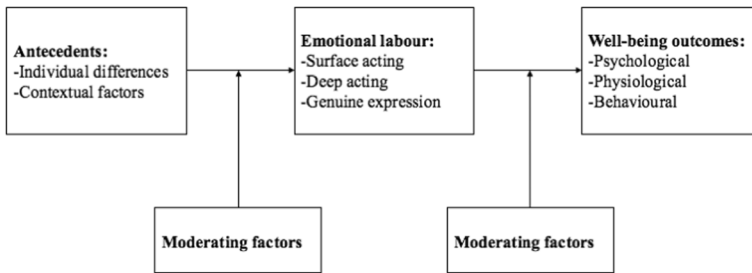 Antecedents:
-Individual differences
-Contextual factors
Emotional labour:
-Surface acting
-Deep acting
-Genuine expression
Well-being outcomes:
-Psychological
-Physiological
-Behavioural
Moderating factors
Moderating factors